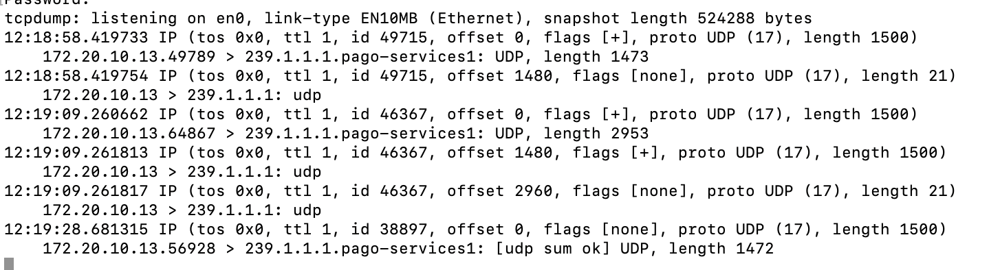 Password:
tcpdump: listening on en0, link-type EN10MB (Ethernet), snapshot length 524288 bytes
12:18:58.419733 IP (tos 0x0, ttl 1, id 49715, offset 0, flags [+], proto UDP (17), length 1500)
    172.20.10.13.49789 > 239.1.1.1.pago-services1: UDP, length 1473
12:18:58.419754 IP (tos 0x0, ttl 1, id 49715, offset 1480, flags [none], proto UDP (17), length 21)
    172.20.10.13 > 239.1.1.1: udp
12:19:09.260662 IP (tos 0x0, ttl 1, id 46367, offset 0, flags [+], proto UDP (17), length 1500)
    172.20.10.13.64867 > 239.1.1.1.pago-services1: UDP, length 2953
12:19:09.261813 IP (tos 0x0, ttl 1, id 46367, offset 1480, flags [+], proto UDP (17), length 1500)
    172.20.10.13 > 239.1.1.1: udp
12:19:09.261817 IP (tos 0x0, ttl 1, id 46367, offset 2960, flags [none], proto UDP (17), length 21)
    172.20.10.13 > 239.1.1.1: udp
12:19:28.681315 IP (tos 0x0, ttl 1, id 38897, offset 0, flags [none], proto UDP (17), length 1500)
    172.20.10.13.56928 > 239.1.1.1.pago-services1: [udp sum ok] UDP, length 1472